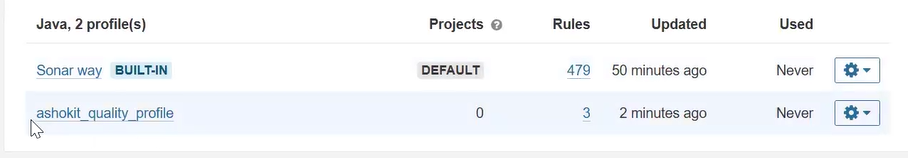 Java, 2 profile(s) Projects ? Rules Updated Used
Sonar way BUILT-IN DEFAULT 479 50 minutes ago Never
ashokit_quality_profile 0 3 2 minutes ago Never